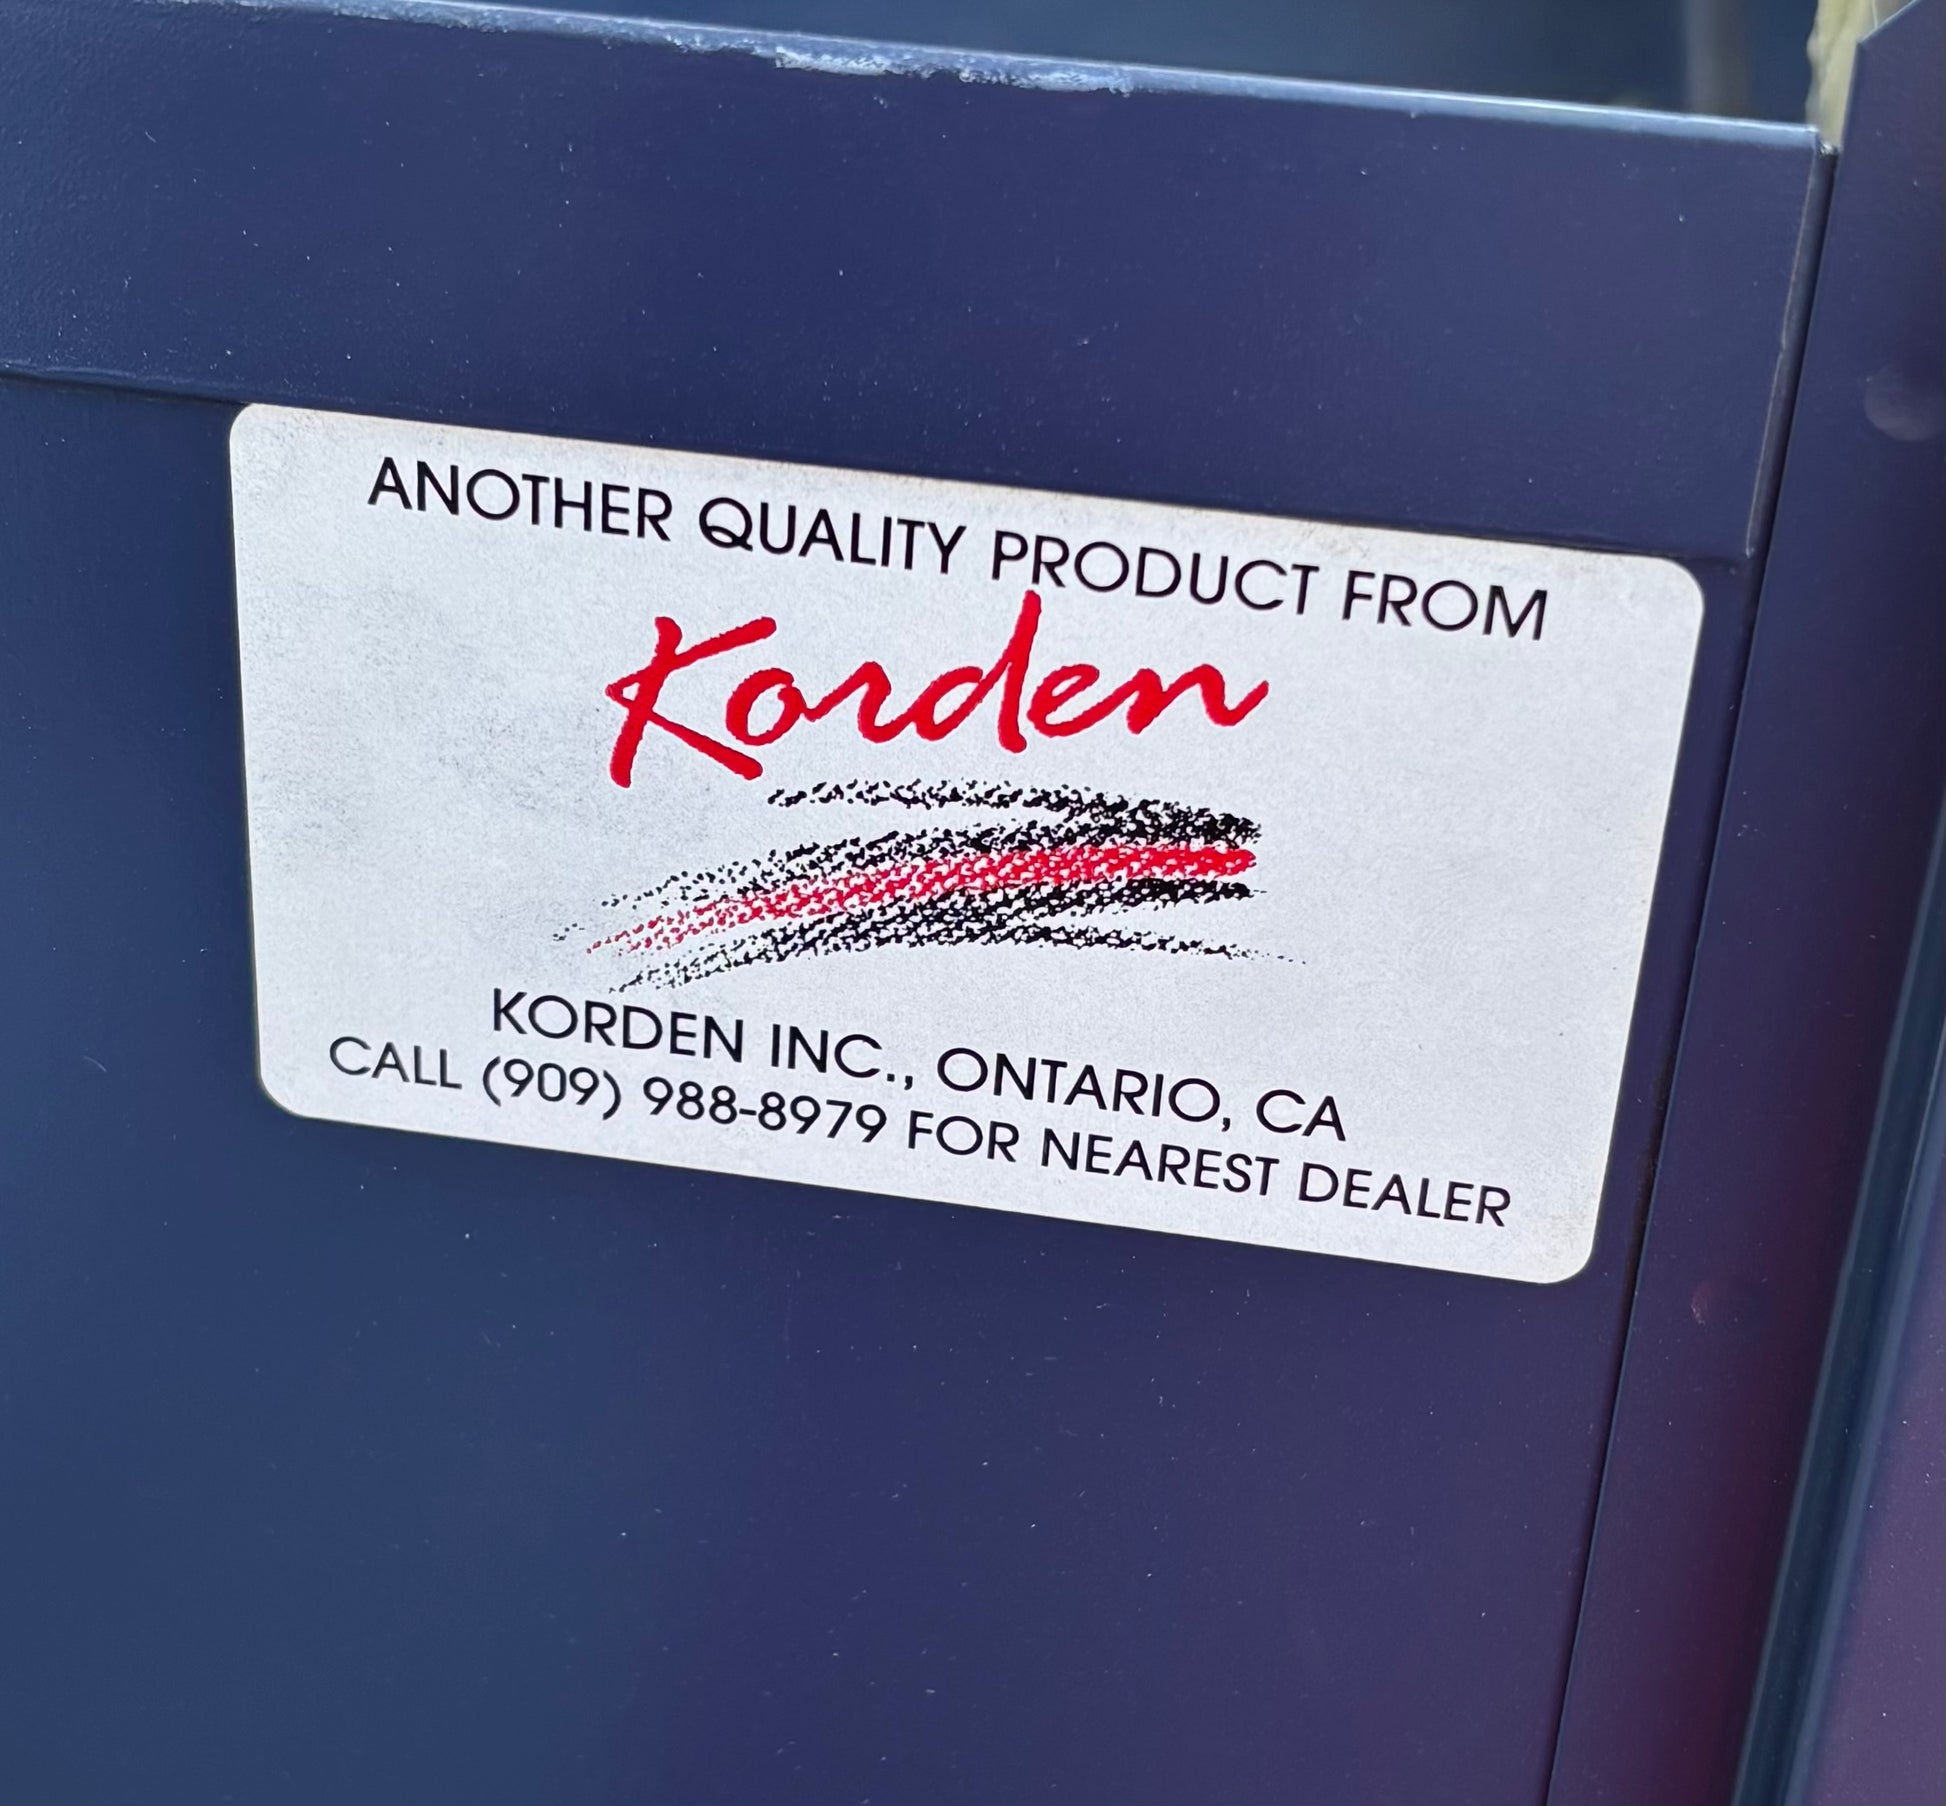 ANOTHER QUALITY PRODUCT FROM
Korden
KORDEN INC., ONTARIO, CA
CALL (909) 988-8979 FOR NEAREST DEALER